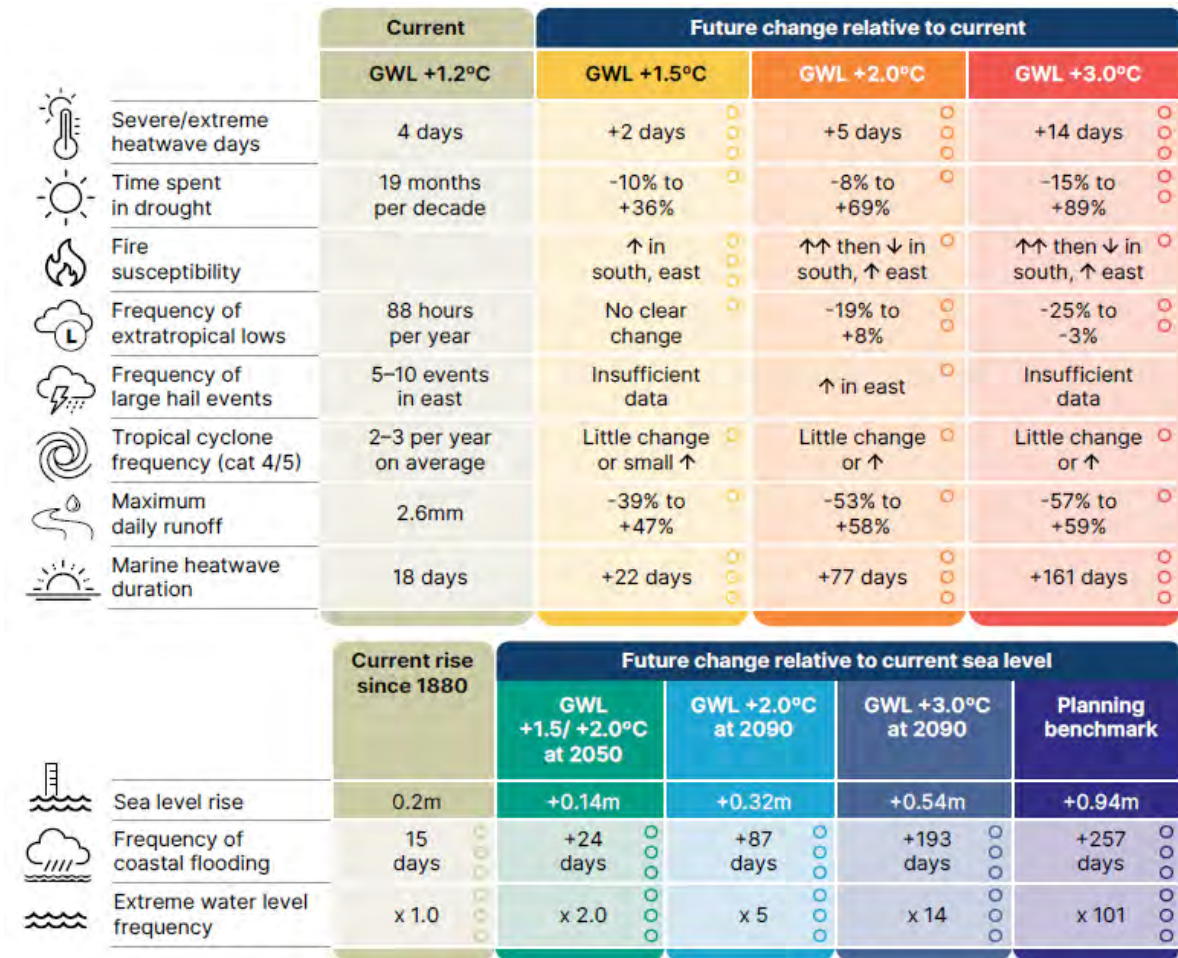 Current
Future change relative to current
GWL +1.2ºC
GWL +1.5ºC
GWL +2.0ºC
GWL +3.0ºC
Severe/extreme
heatwave days
4 days
+2 days
+5 days
+14 days
Time spent
in drought
19 months
per decade
-10% to
+36%
-8% to
+69%
-15% to
+89%
Fire
susceptibility
↑ in
south, east
↑↑ then ↓ in
south, ↑ east
↑↑ then ↓ in
south, ↑ east
L
Frequency of
extratropical lows
88 hours
per year
No clear
change
-19% to
+8%
-25% to
-3%
Frequency of
large hail events
5–10 events
in east
Insufficient
data
↑ in east
Insufficient
data
Tropical cyclone
frequency (cat 4/5)
2–3 per year
on average
Little change
or small ↑
Little change
or ↑
Little change
or ↑
Maximum
daily runoff
2.6mm
-39% to
+47%
-53% to
+58%
-57% to
+59%
Marine heatwave
duration
18 days
+22 days
+77 days
+161 days
Current rise
since 1880
Future change relative to current sea level
GWL
+1.5/ +2.0ºC
at 2050
GWL +2.0ºC
at 2090
GWL +3.0ºC
at 2090
Planning
benchmark
Sea level rise
0.2m
+0.14m
+0.32m
+0.54m
+0.94m
Frequency of
coastal flooding
15
days
+24
days
+87
days
+193
days
+257
days
Extreme water level
frequency
x 1.0
x 2.0
x 5
x 14
x 101